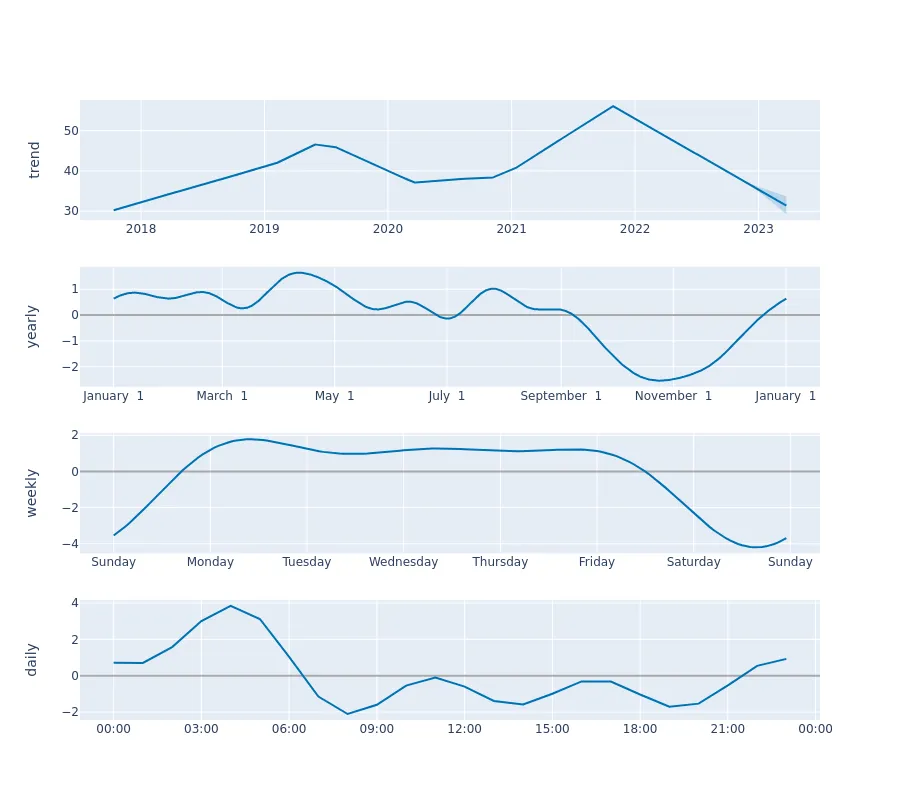 trend
50
40
30
2018 2019 2020 2021 2022 2023
yearly
1
0
−1
−2
January 1 March 1 May 1 July 1 September 1 November 1 January 1
weekly
2
0
−2
−4
Sunday Monday Tuesday Wednesday Thursday Friday Saturday Sunday
daily
4
2
0
−2
00:00 03:00 06:00 09:00 12:00 15:00 18:00 21:00 00:00